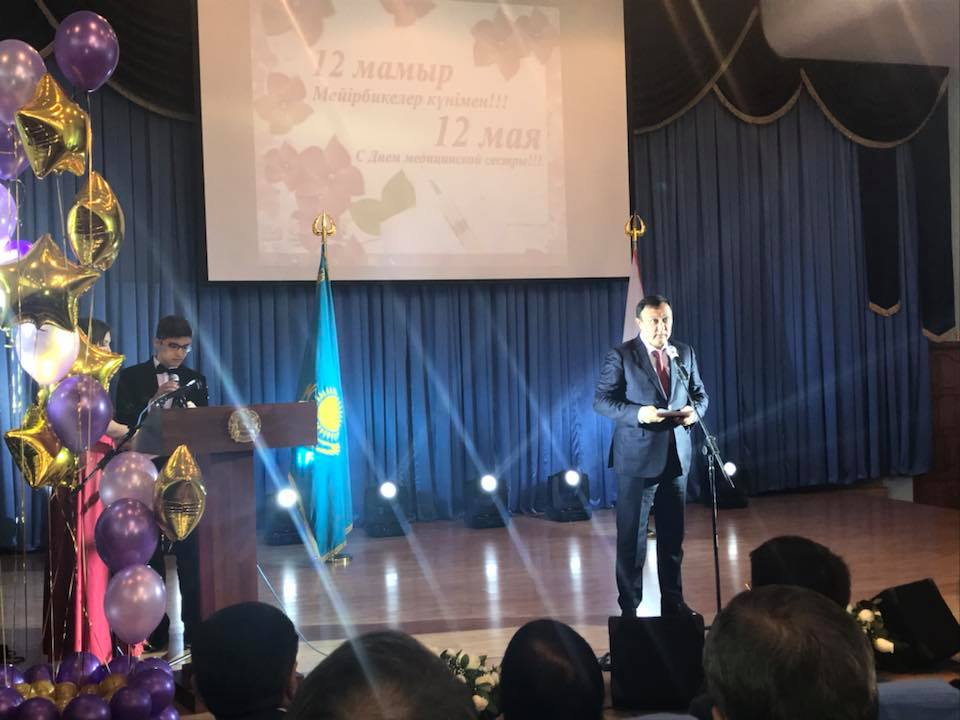 12 мамыр
Мейірбикелер күнімен!!!
12 мая
С Днем медицинской сестры!!!